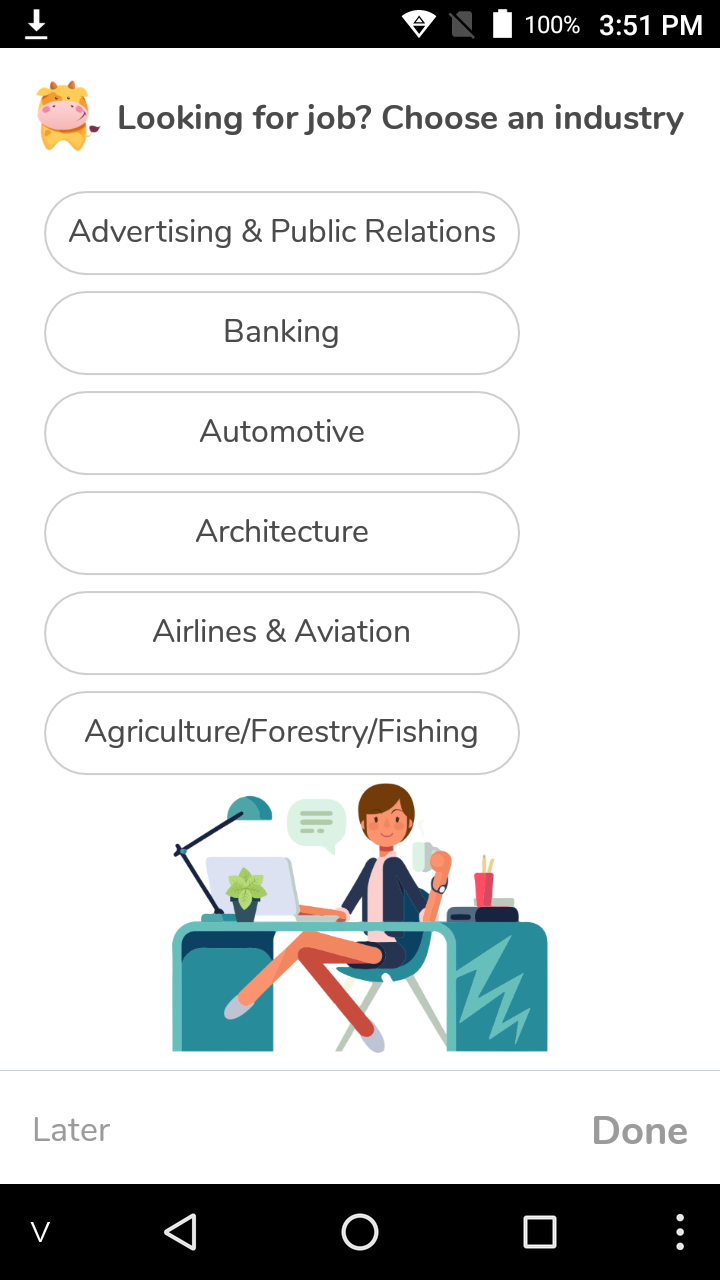 100% 3:51 PM
Looking for job? Choose an industry
Advertising & Public Relations
Banking
Automotive
Architecture
Airlines & Aviation
Agriculture/Forestry/Fishing
Later Done